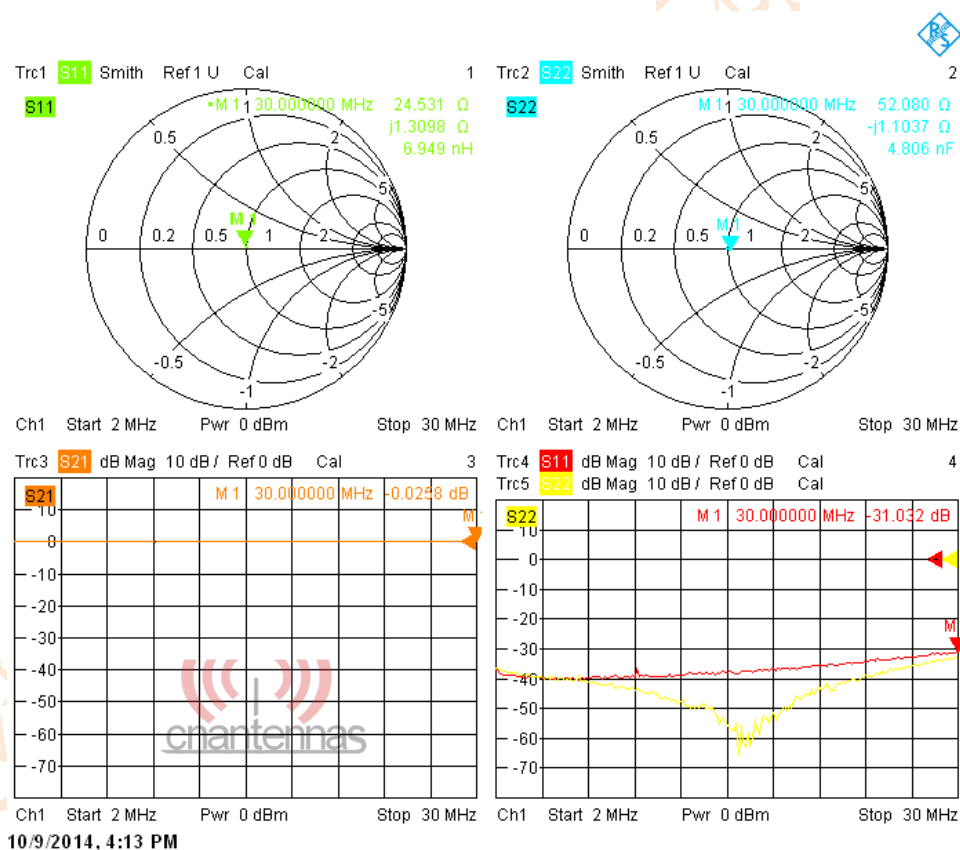 R&S
Trc1 S11 Smith Ref 1 U Cal 1
S11
•M 1 30.000000 MHz 24.531 Ω
j1.3098 Ω
6.949 nH
1
0.5
2
5
M 1
0 0.2 0.5 1 2
-5
-0.5
-2
-1
Ch1 Start 2 MHz Pwr 0 dBm Stop 30 MHz
Trc2 S22 Smith Ref 1 U Cal 2
S22
M 1 30.000000 MHz 52.080 Ω
-j1.1037 Ω
4.806 nF
1
0.5
2
5
M 1
0 0.2 0.5 1 2
-5
-0.5
-2
-1
Ch1 Start 2 MHz Pwr 0 dBm Stop 30 MHz
Trc3 S21 dB Mag 10 dB / Ref 0 dB Cal 3
S21
M 1 30.000000 MHz -0.0258 dB
10
M
0
-10
-20
-30
-40
-50
-60
-70
cnantennas
Ch1 Start 2 MHz Pwr 0 dBm Stop 30 MHz
Trc4 S11 dB Mag 10 dB / Ref 0 dB Cal 4
Trc5 S22 dB Mag 10 dB / Ref 0 dB Cal
S22
M 1 30.000000 MHz -31.032 dB
10
0
-10
-20
M
-30
-40
-50
-60
-70
Ch1 Start 2 MHz Pwr 0 dBm Stop 30 MHz
10/9/2014, 4:13 PM